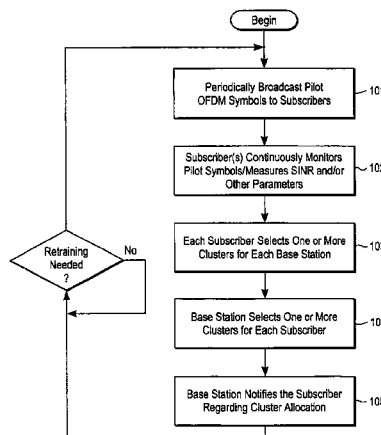 Begin
Periodically Broadcast Pilot
OFDM Symbols to Subscribers
Subscriber(s) Continuously Monitors
Pilot Symbols/Measures SINR and/or
Other Parameters
Each Subscriber Selects One or More
Clusters for Each Base Station
Base Station Selects One or More
Clusters for Each Subscriber
Base Station Notifies the Subscriber
Regarding Cluster Allocation
105
Retraining
Needed
?
No